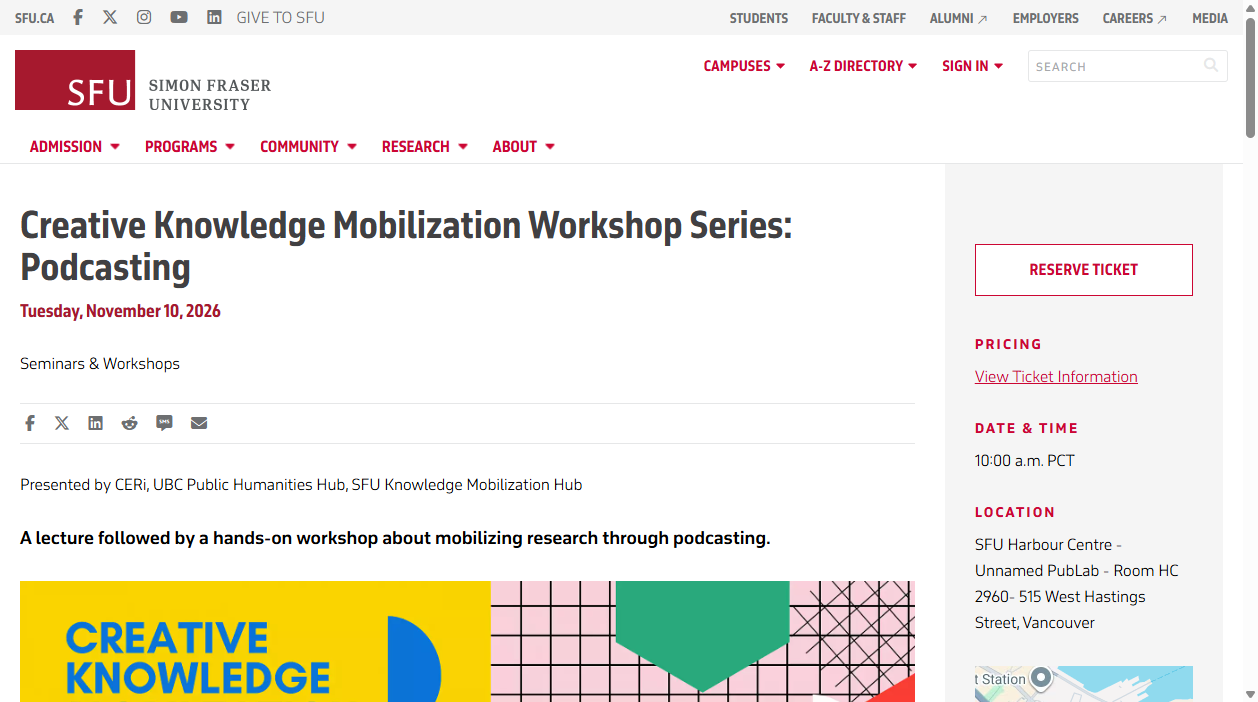 SFU.CA GIVE TO SFU STUDENTS FACULTY & STAFF ALUMNI EMPLOYERS CAREERS MEDIA
SFU SIMON FRASER
UNIVERSITY
CAMPUSES A-Z DIRECTORY SIGN IN SEARCH
ADMISSION PROGRAMS COMMUNITY RESEARCH ABOUT
Creative Knowledge Mobilization Workshop Series:
Podcasting
Tuesday, November 10, 2026
Seminars & Workshops
SMS
Presented by CERi, UBC Public Humanities Hub, SFU Knowledge Mobilization Hub
A lecture followed by a hands-on workshop about mobilizing research through podcasting.
CREATIVE
KNOWLEDGE
RESERVE TICKET
PRICING
View Ticket Information
DATE & TIME
10:00 a.m. PCT
LOCATION
SFU Harbour Centre -
Unnamed PubLab - Room HC
2960- 515 West Hastings
Street, Vancouver
t Station